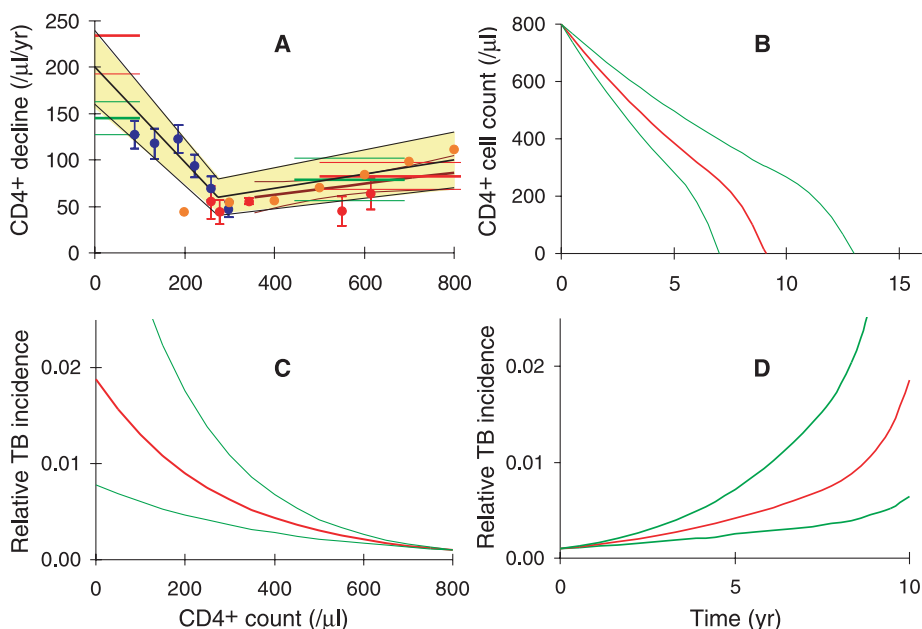 A
CD4+ decline (/μl/yr)
250
200
150
100
50
0
0 200 400 600 800
B
CD4+ cell count (/μl)
800
600
400
200
0
0 5 10 15
C
Relative TB incidence
0.02
0.01
0.00
0 200 400 600 800
CD4+ count (/μl)
D
Relative TB incidence
0.02
0.01
0.00
0 5 10
Time (yr)